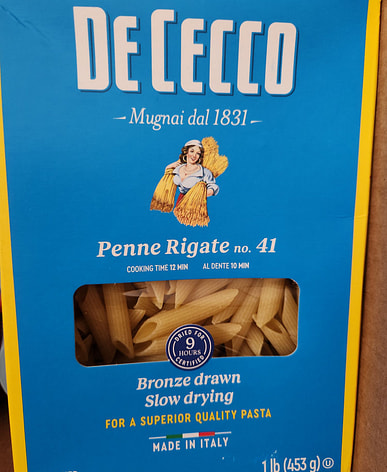 DE CECCO
Mugnai dal 1831
Penne Rigate no. 41
COOKING TIME 12 MIN AL DENTE 10 MIN
DRIED FOR
9
HOURS
CERTIFIED
Bronze drawn
Slow drying
FOR A SUPERIOR QUALITY PASTA
MADE IN ITALY
1 lb (453 g) U